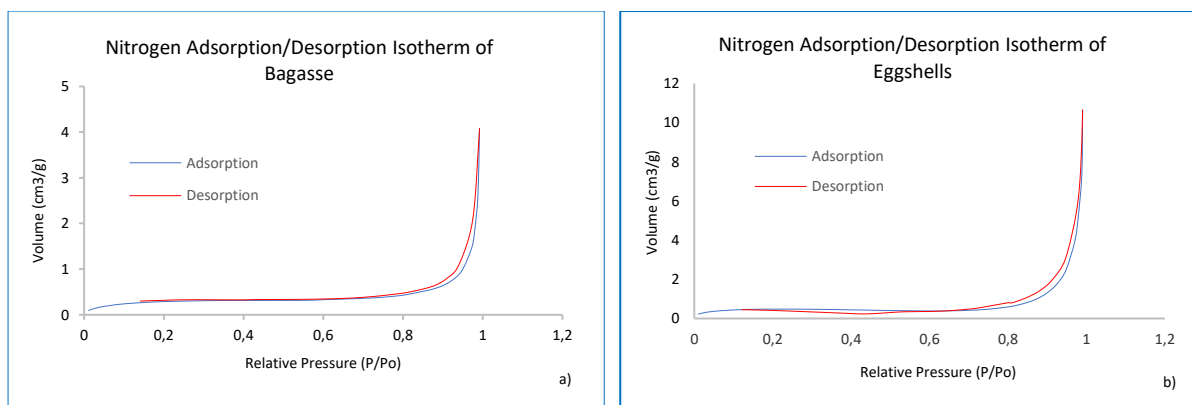 Nitrogen Adsorption/Desorption Isotherm of
Bagasse
5
4
3
2
1
0
Volume (cm3/g)
Adsorption
Desorption
0
0,2
0,4
0,6
0,8
1
1,2
Relative Pressure (P/Po)
a)
Nitrogen Adsorption/Desorption Isotherm of
Eggshells
12
10
8
6
4
2
0
Volume (cm3/g)
Adsorption
Desorption
0
0,2
0,4
0,6
0,8
1
1,2
Relative Pressure (P/Po)
b)